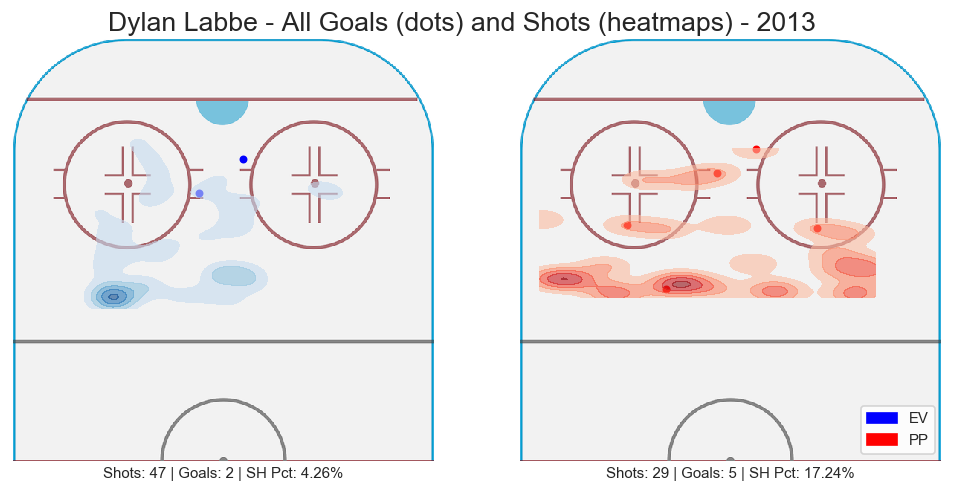 Dylan Labbe - All Goals (dots) and Shots (heatmaps) - 2013
EV
PP
Shots: 47 | Goals: 2 | SH Pct: 4.26%
Shots: 29 | Goals: 5 | SH Pct: 17.24%